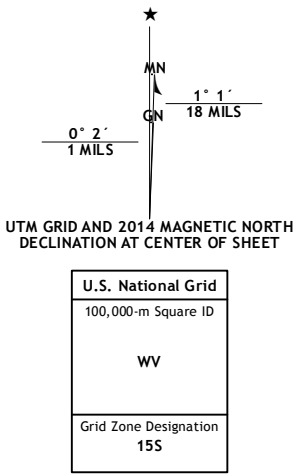 ★
MN
1° 1´
18 MILS
GN
0° 2´
1 MILS
UTM GRID AND 2014 MAGNETIC NORTH
DECLINATION AT CENTER OF SHEET
U.S. National Grid
100,000-m Square ID
WV
Grid Zone Designation
15S